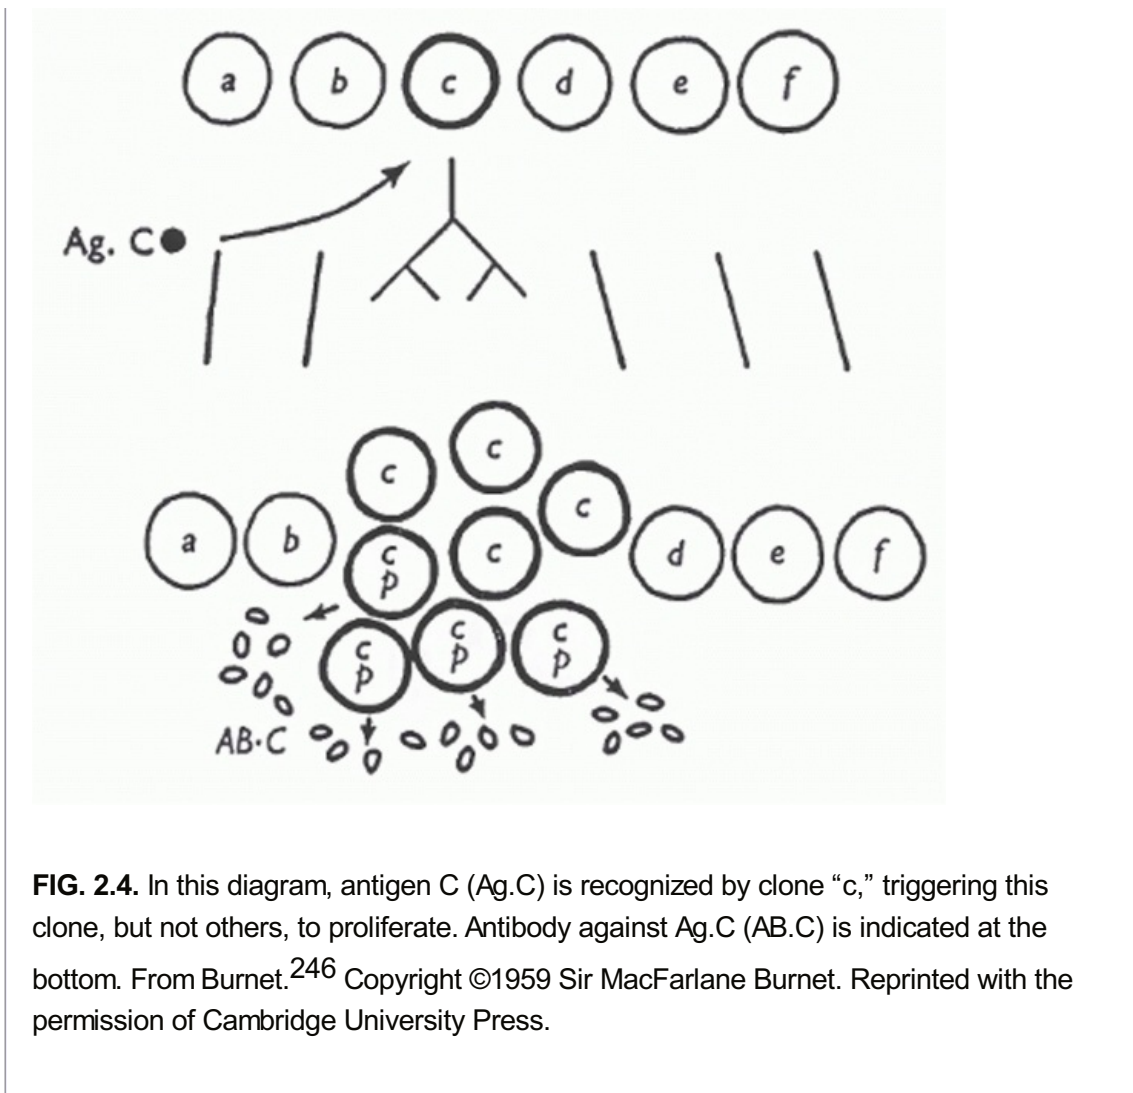 a b c d e f
Ag. C
c
c
c
a b c p c d e f
c p c p c p
AB·C
FIG. 2.4. In this diagram, antigen C (Ag.C) is recognized by clone “c,” triggering this
clone, but not others, to proliferate. Antibody against Ag.C (AB.C) is indicated at the
bottom. From Burnet.246 Copyright ©1959 Sir MacFarlane Burnet. Reprinted with the
permission of Cambridge University Press.